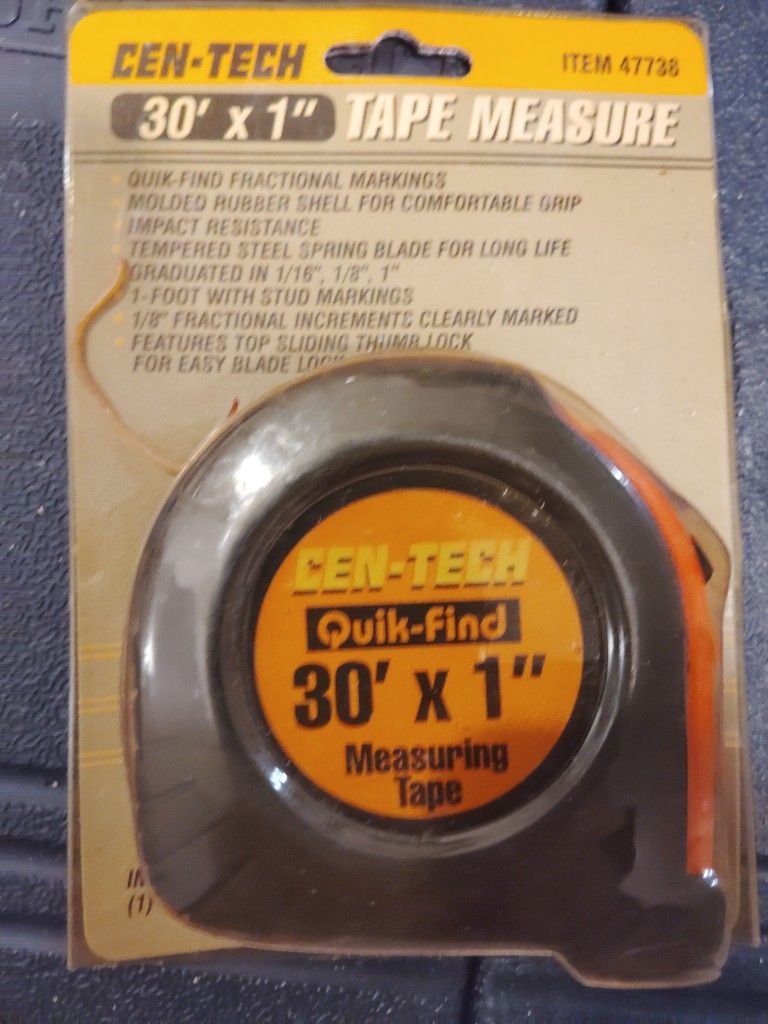 CEN-TECH
ITEM 47738
30' x 1" TAPE MEASURE
QUIK-FIND FRACTIONAL MARKINGS
MOLDED RUBBER SHELL FOR COMFORTABLE GRIP
IMPACT RESISTANCE
TEMPERED STEEL SPRING BLADE FOR LONG LIFE
GRADUATED IN 1/16", 1/8", 1"
1-FOOT WITH STUD MARKINGS
1/8" FRACTIONAL INCREMENTS CLEARLY MARKED
FEATURES TOP SLIDING THUMB LOCK
FOR EASY BLADE LOCK
CEN-TECH
Quik-Find
30' x 1"
Measuring
Tape
(1)